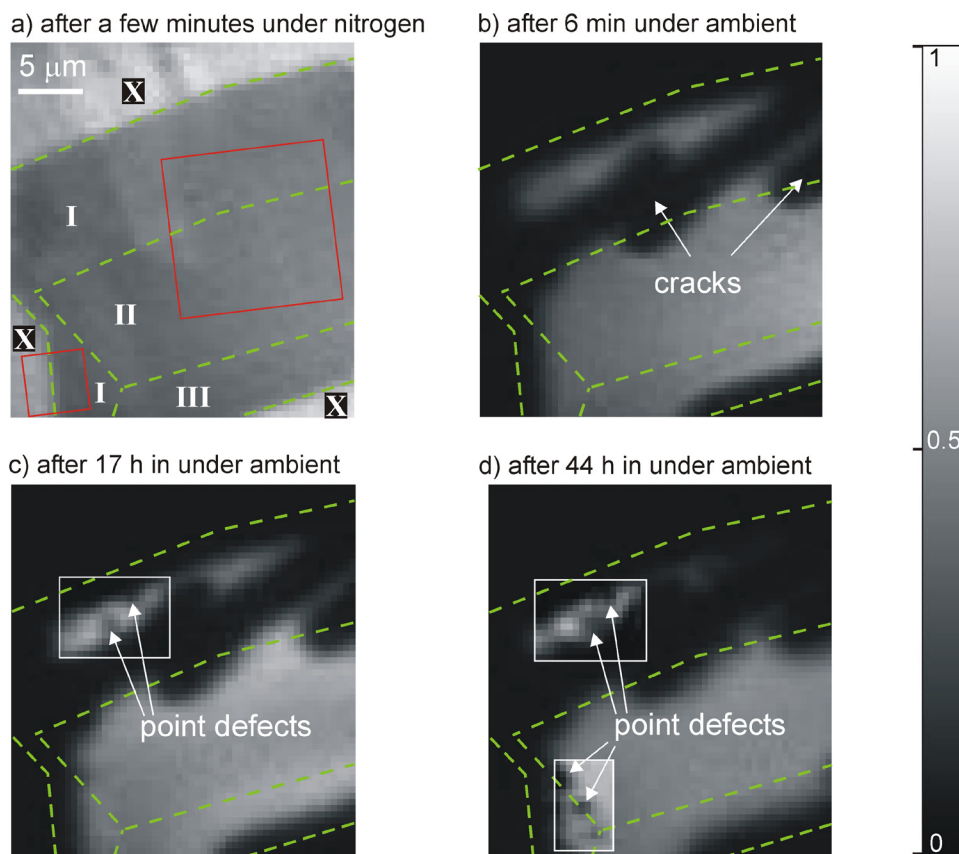 a) after a few minutes under nitrogen
5 μm
X
I
II
X
I
III
X
b) after 6 min under ambient
cracks
c) after 17 h in under ambient
point defects
d) after 44 h in under ambient
point defects
1
0.5
0